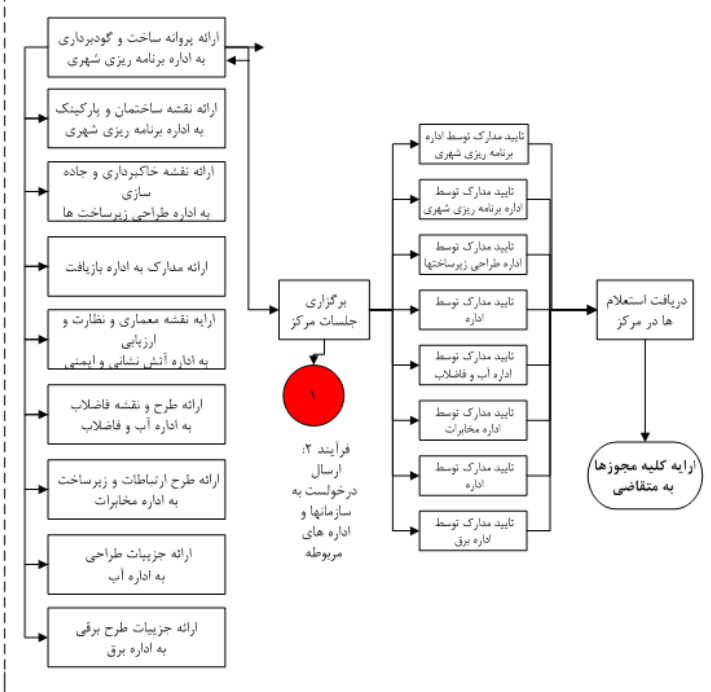 ارائه پروانه ساخت و گودبرداری
به اداره برنامه ریزی شهری
ارائه نقشه ساختمان و پارکینک
به اداره برنامه ریزی شهری
ارائه نقشه خاکبرداری و جاده
سازی
به اداره طراحی زیرساخت ها
ارائه مدارک به اداره بازیافت
ارایه نقشه معماری و نظارت و
ارزیابی
به اداره آتش نشانی و ایمنی
ارائه طرح و نقشه فاضلاب
به اداره آب و فاضلاب
ارائه طرح ارتباطات و زیرساخت
به اداره مخابرات
ارائه جزییات طراحی
به اداره آب
ارائه جزییات طرح برقی
به اداره برق
برگزاری
جلسات مرکز
۱
فرآیند ۲:
ارسال
درخولست به
سازمانها و
اداره های
مربوطه
تایید مدارک توسط اداره
برنامه ریزی شهری
تایید مدارک توسط
اداره برنامه ریزی شهری
تایید مدارک توسط
اداره طراحی زیرساختها
تایید مدارک توسط
اداره
تایید مدارک توسط
اداره آب و فاضلاب
تایید مدارک توسط
اداره مخابرات
تایید مدارک توسط
اداره
تایید مدارک توسط
اداره برق
دریافت استعلام
ها در مرکز
ارایه کلیه مجوزها
به متقاضی